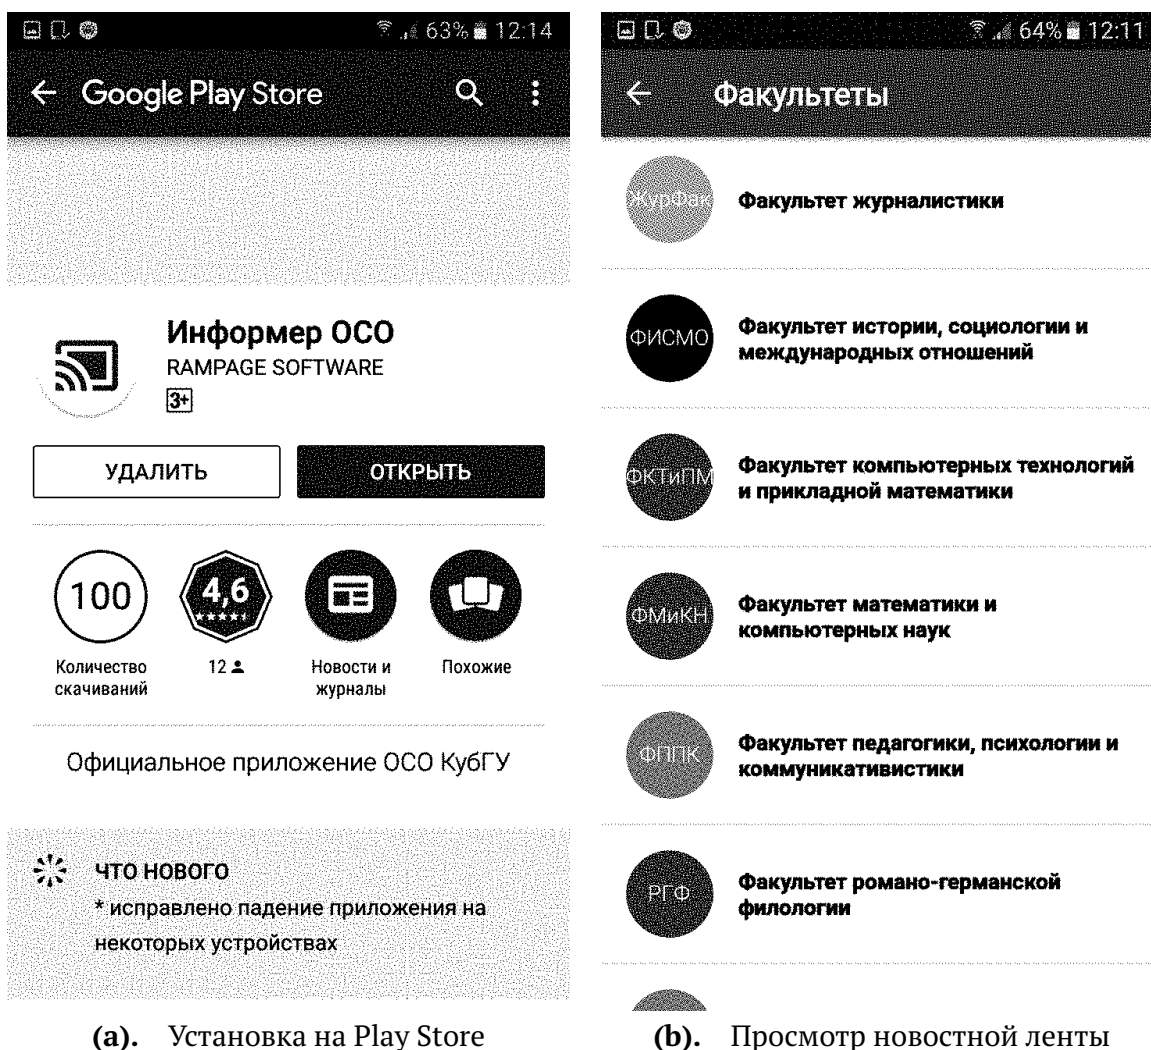 63% 12:14
Google Play Store
Информер ОСО
RAMPAGE SOFTWARE
3+
УДАЛИТЬ
ОТКРЫТЬ
100
4,6
Количество
скачиваний
12
Новости и
журналы
Похожие
Официальное приложение ОСО КубГУ
ЧТО НОВОГО
* исправлено падение приложения на
некоторых устройствах
(a). Установка на Play Store
64% 12:11
Факультеты
ЖурФак
Факультет журналистики
ФИСМО
Факультет истории, социологии и
международных отношений
ФКТиПМ
Факультет компьютерных технологий
и прикладной математики
ФМиКН
Факультет математики и
компьютерных наук
ФППК
Факультет педагогики, психологии и
коммуникативистики
РГФ
Факультет романо-германской
филологии
(b). Просмотр новостной ленты